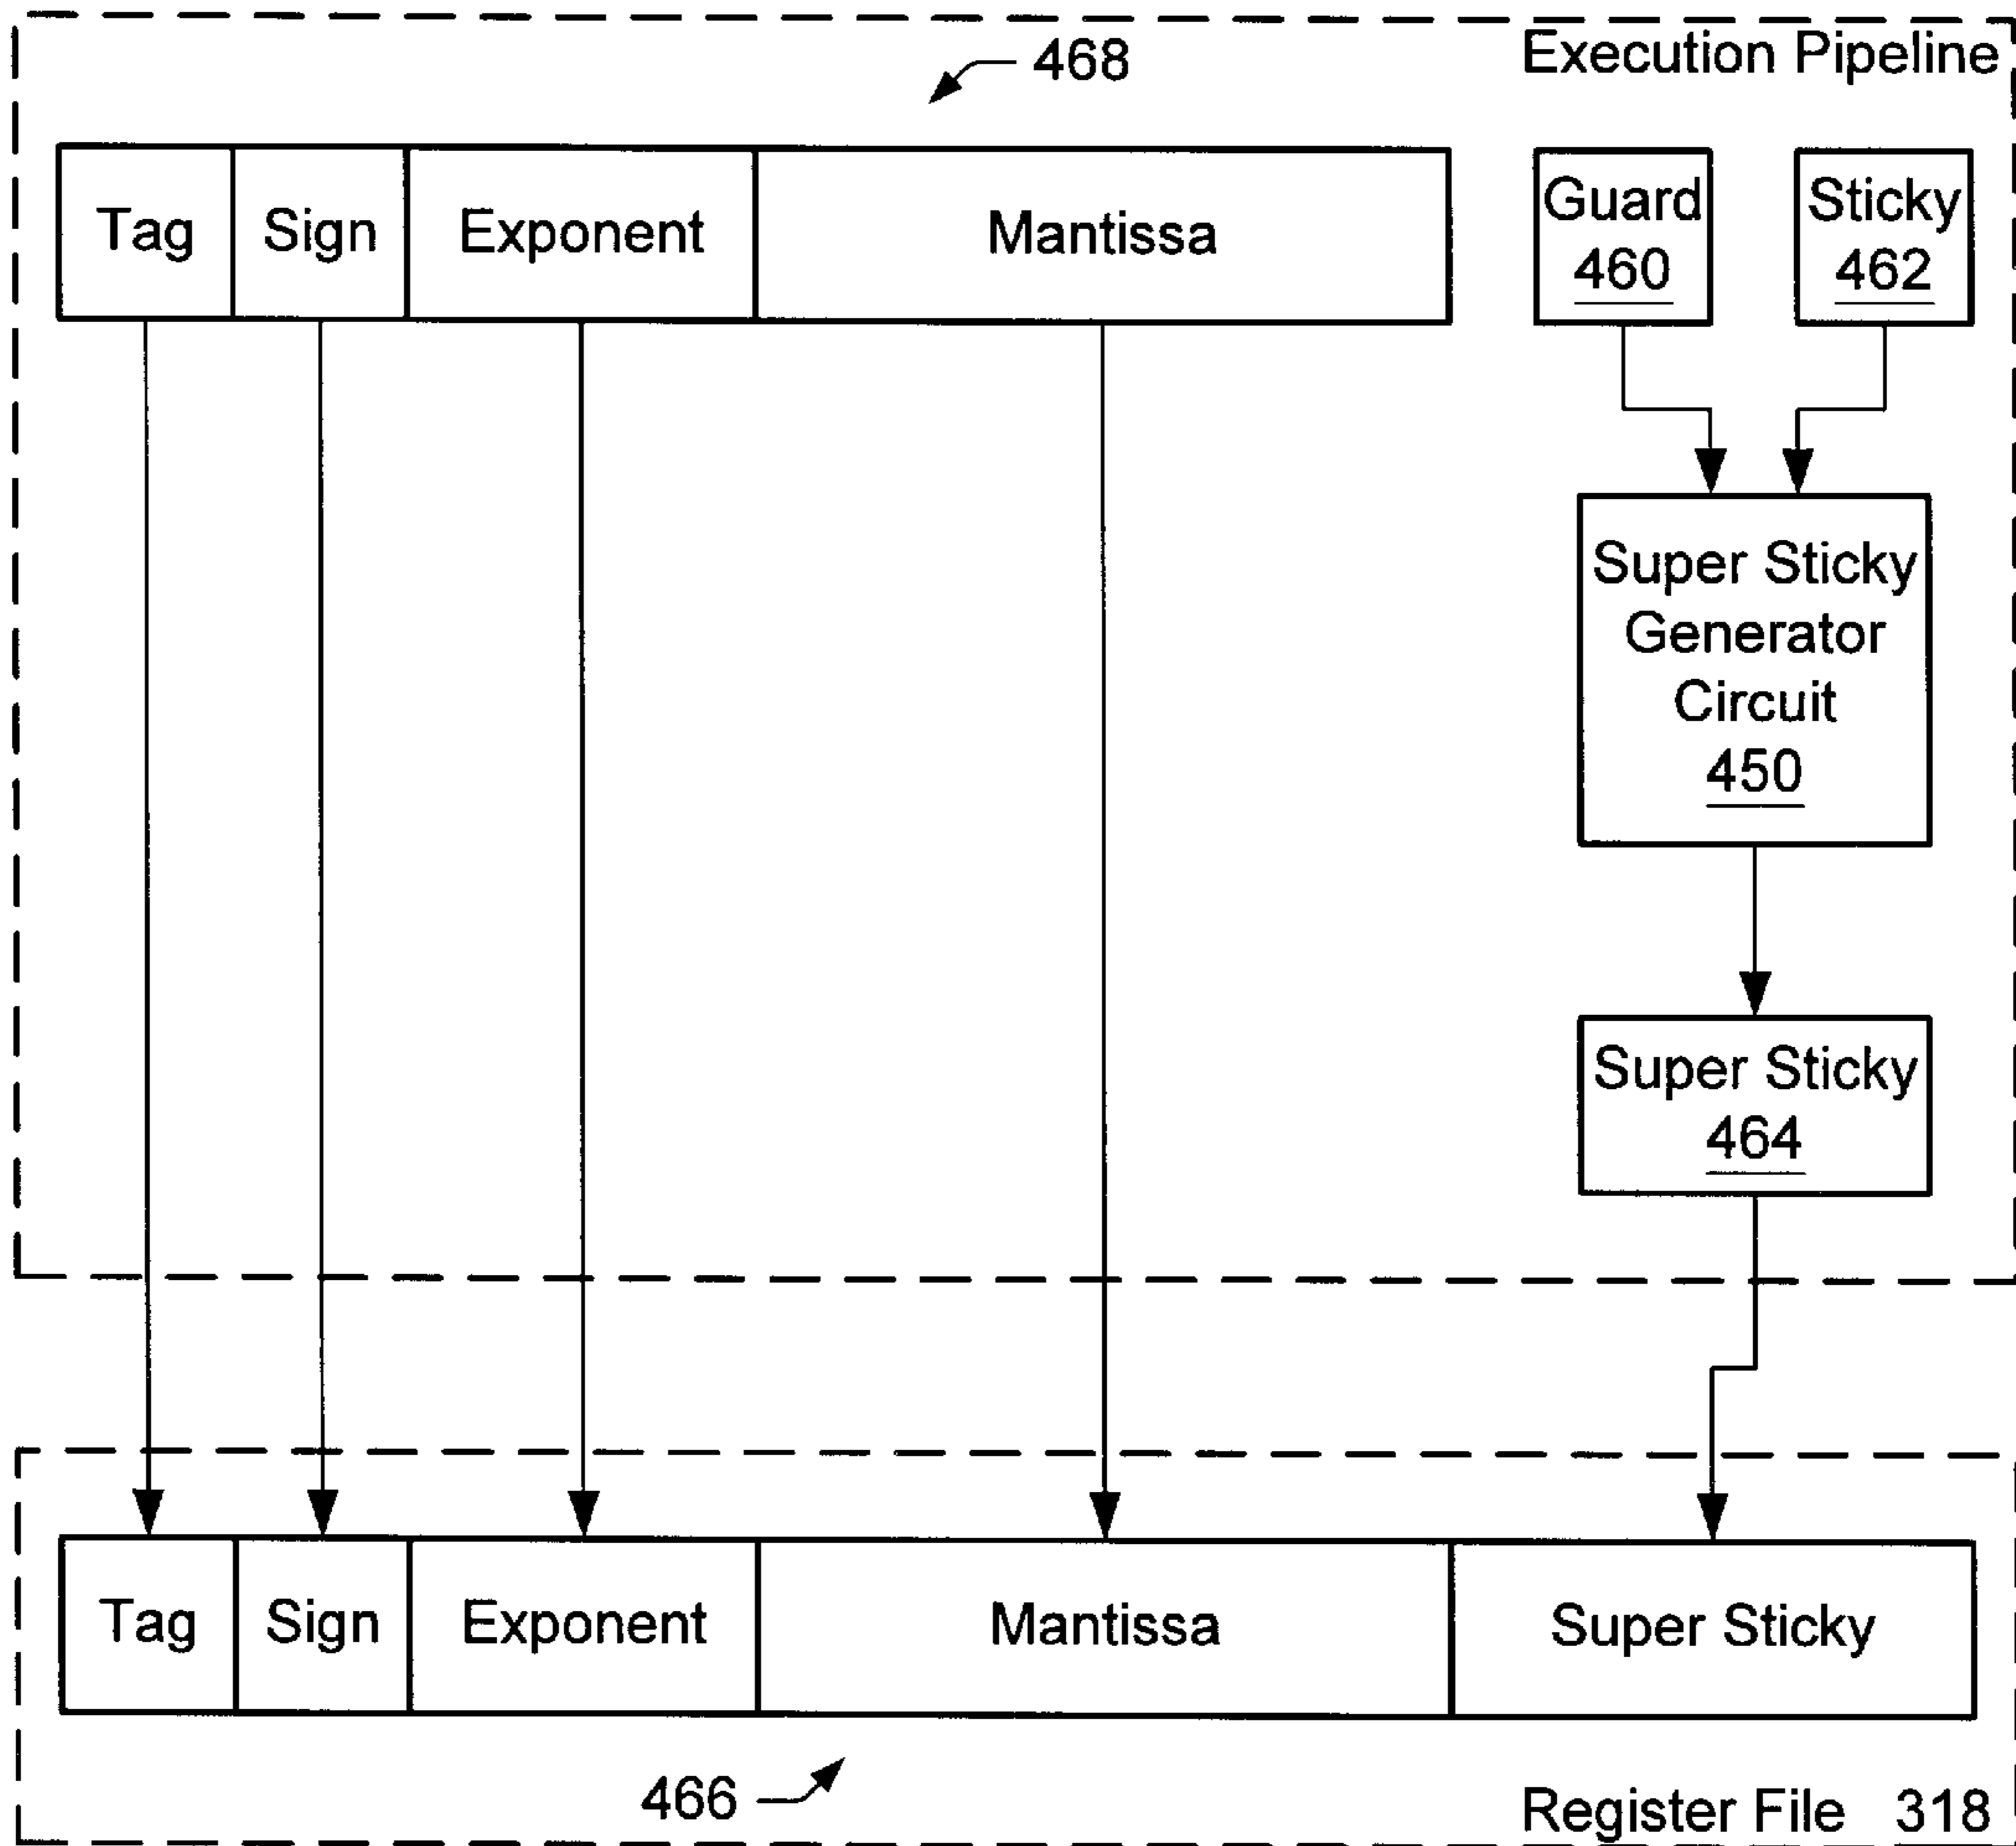 Execution Pipeline
468
Tag Sign Exponent Mantissa
Guard
460
Sticky
462
Super Sticky
Generator
Circuit
450
Super Sticky
464
Tag Sign Exponent Mantissa Super Sticky
466
Register File 318